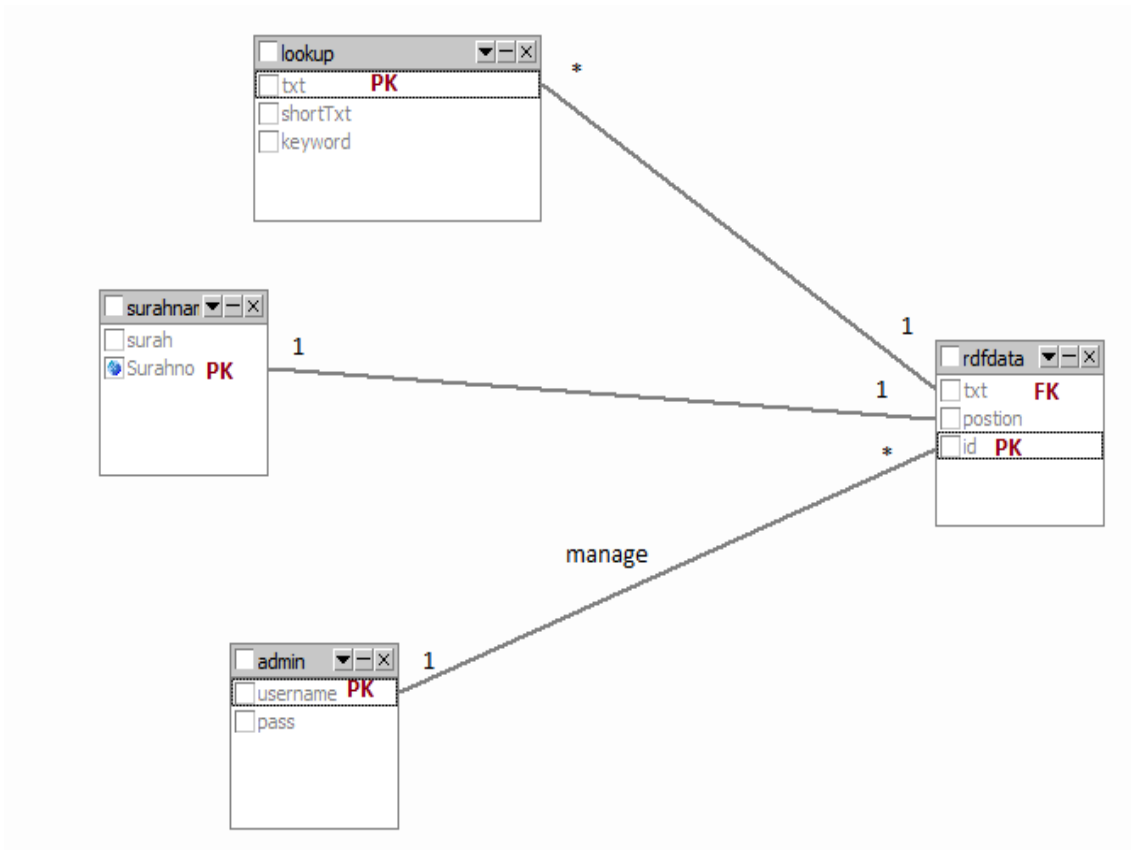 lookup
txt PK
shortTxt
keyword
*
1
surahnar
surah
Surahno PK
1
1
rdfdata
txt FK
postion
id PK
*
manage
1
admin
username PK
pass